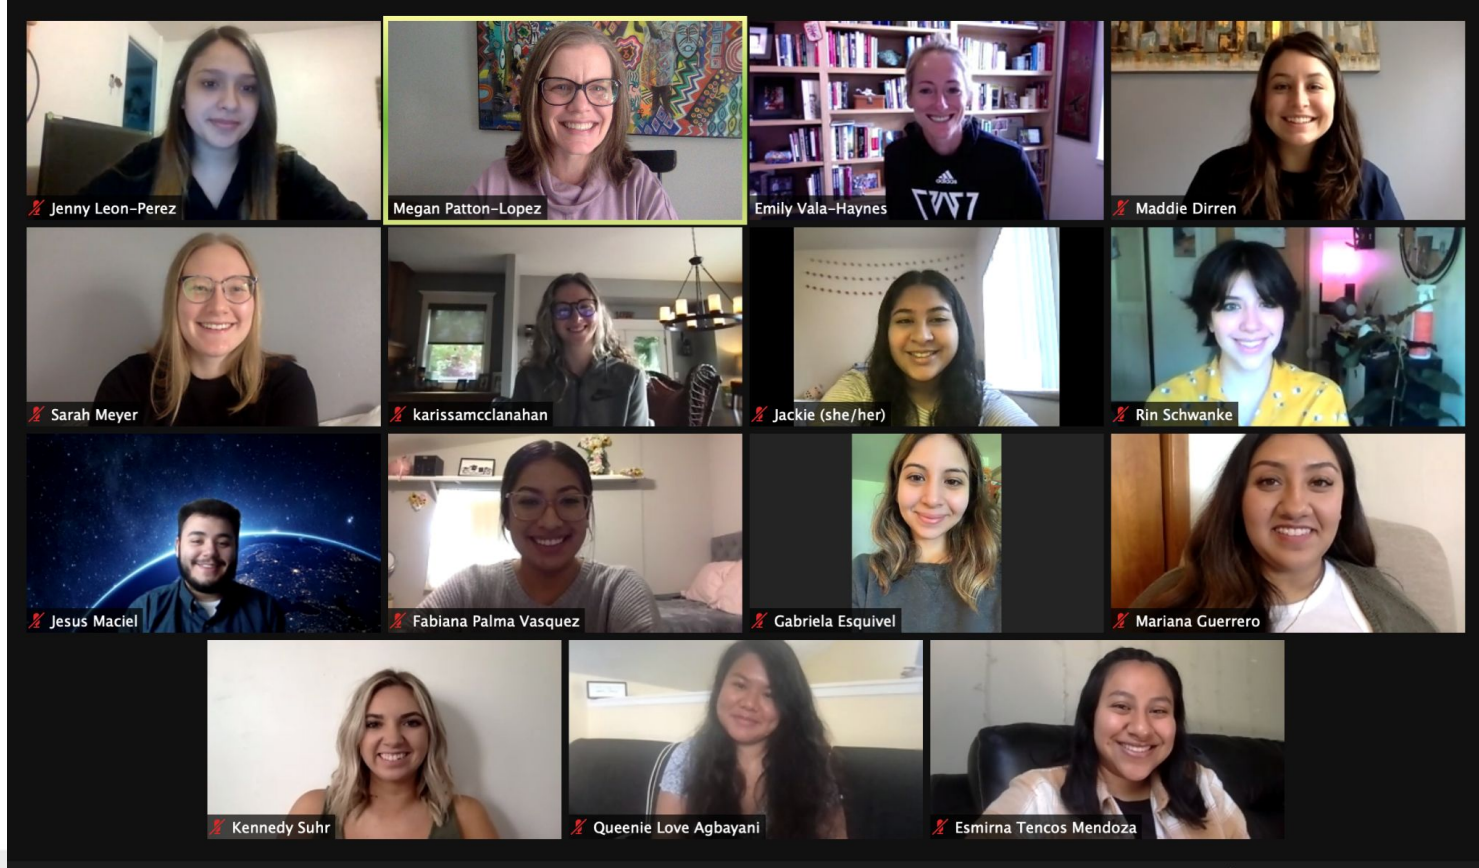 Jenny Leon-Perez
Megan Patton-Lopez
Emily Vala-Haynes
adidas
Maddie Dirren
Sarah Meyer
karissamcclanahan
Jackie (she/her)
Rin Schwanke
Jesus Maciel
Fabiana Palma Vasquez
Gabriela Esquivel
Mariana Guerrero
Kennedy Suhr
Queenie Love Agbayani
Esmirna Tencos Mendoza